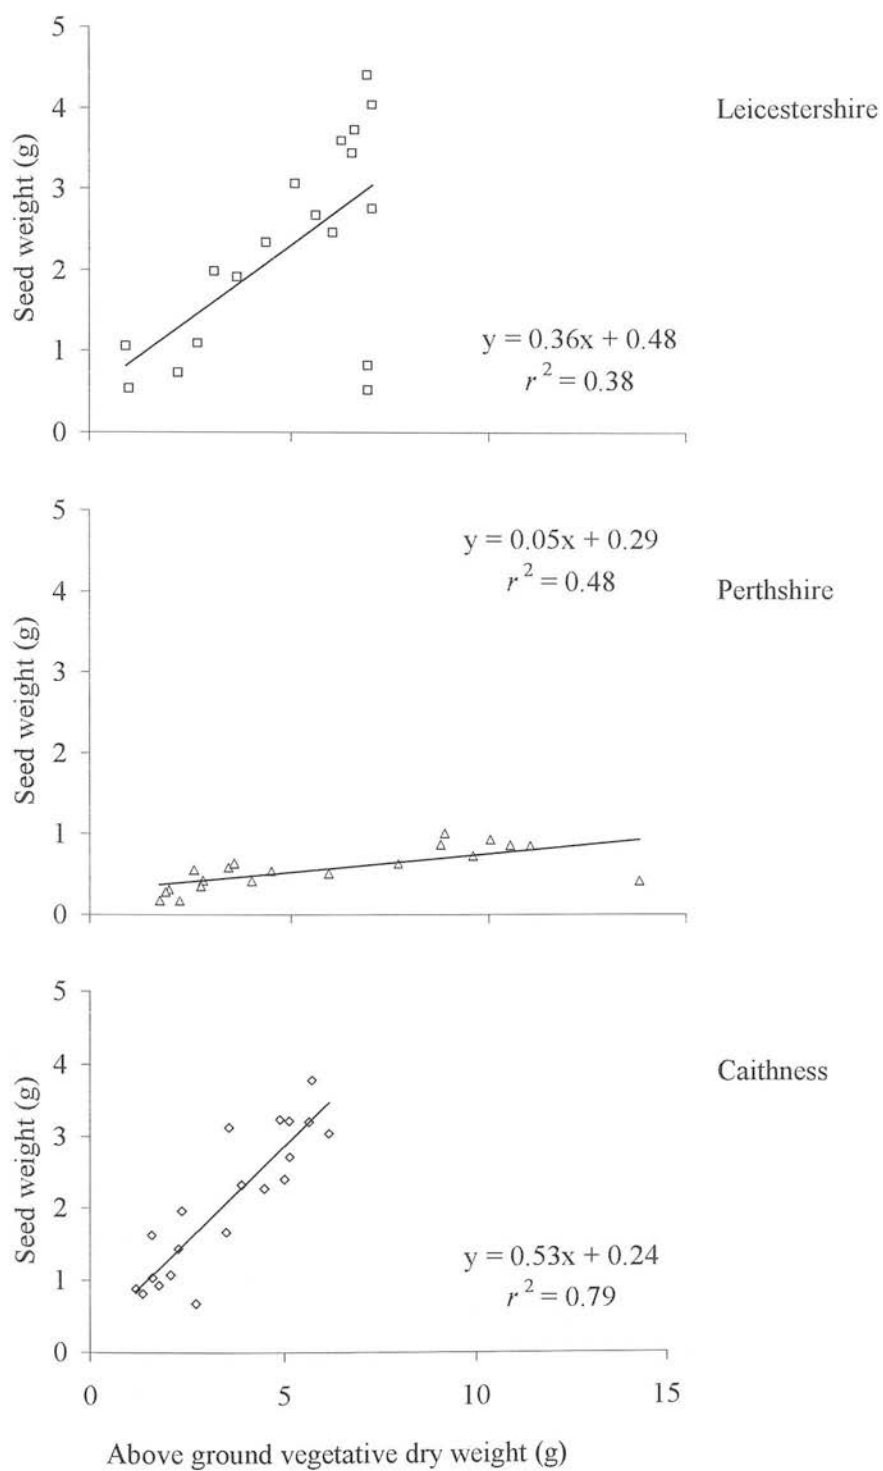 5
4
3
2
1
0
Seed weight (g)
Leicestershire
y = 0.36x + 0.48
r² = 0.38
5
4
3
2
1
0
Seed weight (g)
y = 0.05x + 0.29
r² = 0.48
Perthshire
5
4
3
2
1
0
Seed weight (g)
Caithness
y = 0.53x + 0.24
r² = 0.79
0 5 10 15
Above ground vegetative dry weight (g)